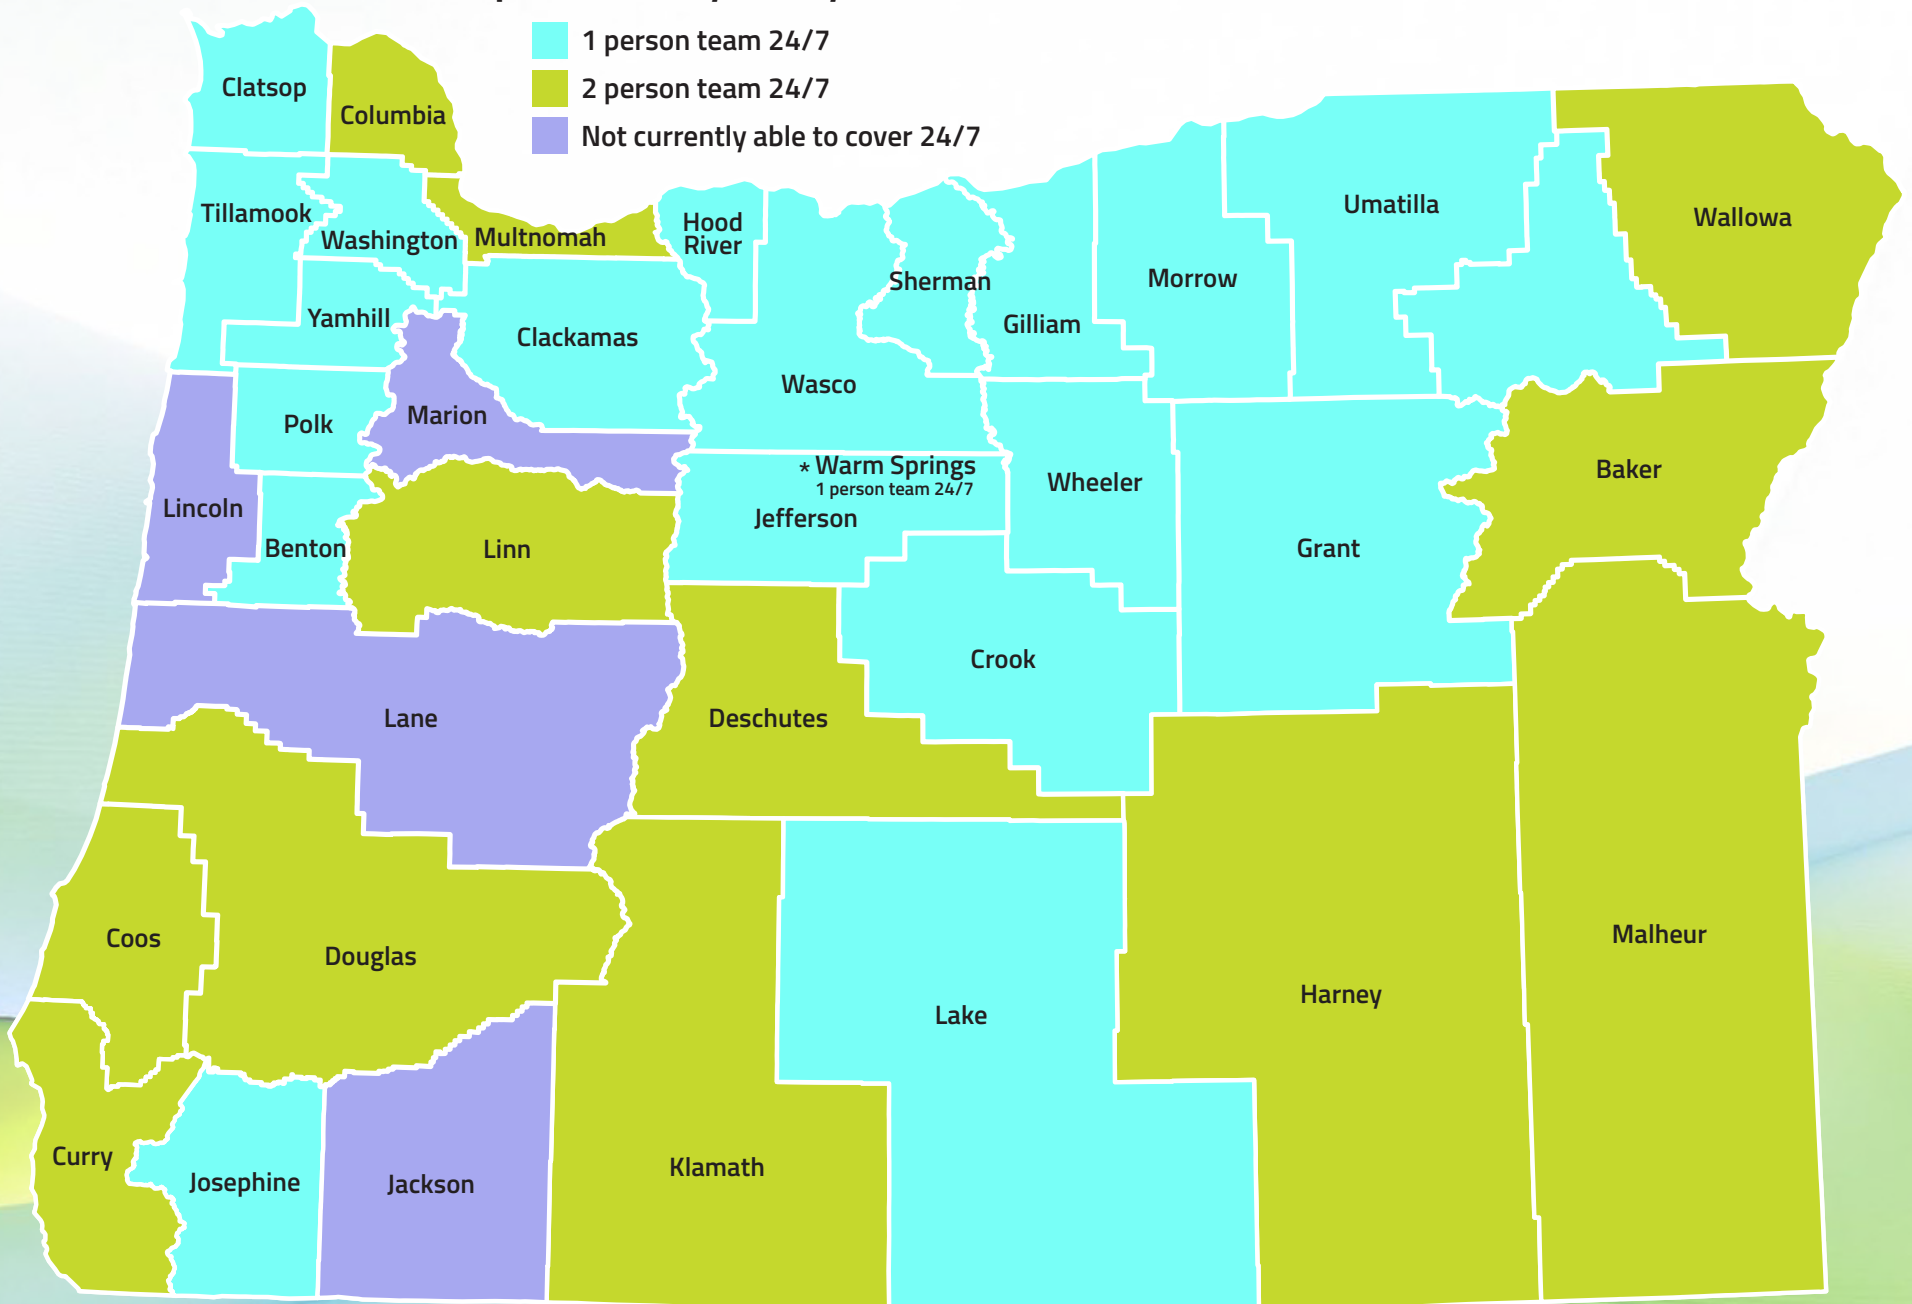 1 person team 24/7
2 person team 24/7
Not currently able to cover 24/7
Clatsop
Columbia
Tillamook
Washington
Multnomah
Hood
River
Umatilla
Wallowa
Yamhill
Clackamas
Sherman
Gilliam
Morrow
Wasco
Polk
Marion
* Warm Springs
1 person team 24/7
Jefferson
Wheeler
Baker
Lincoln
Benton
Linn
Grant
Crook
Lane
Deschutes
Coos
Douglas
Lake
Harney
Malheur
Curry
Josephine
Jackson
Klamath